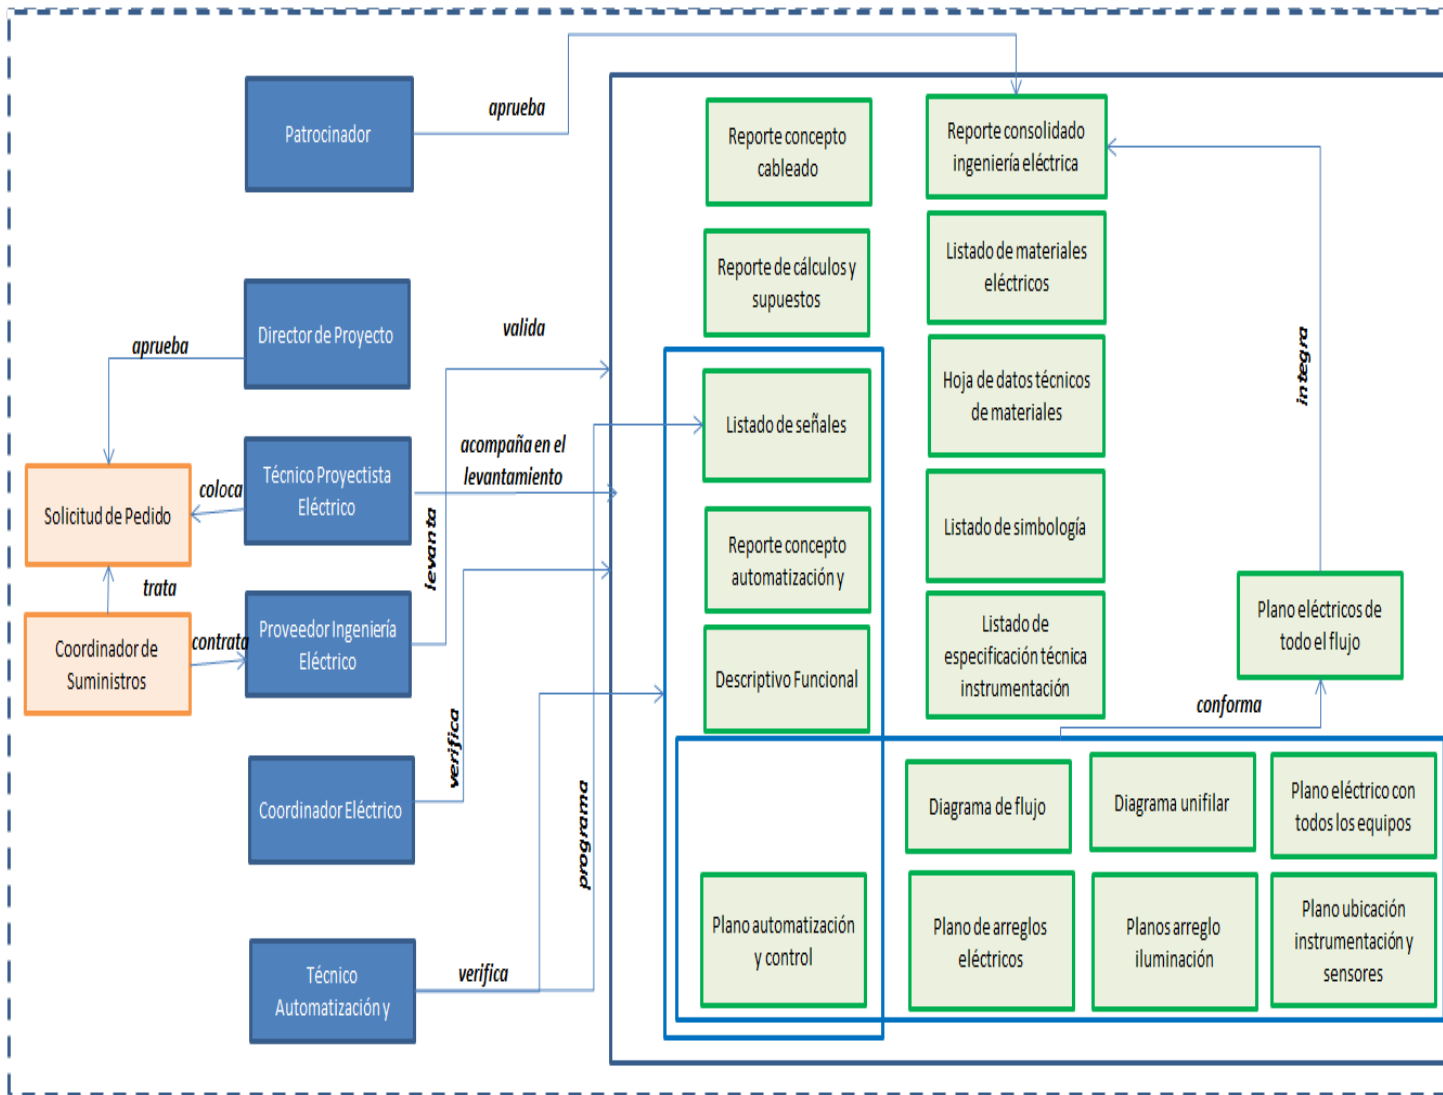 Patrocinador
aprueba
Reporte concepto
cableado
Reporte consolidado
ingeniería eléctrica
Director de Proyecto
aprueba
valida
Reporte de cálculos y
supuestos
Listado de materiales
eléctricos
integra
Solicitud de Pedido
coloca
Técnico Proyectista
Eléctrico
acompaña en el
levantamiento
Listado de señales
Hoja de datos técnicos
de materiales
trata
levanta
Reporte concepto
automatización y
Listado de simbología
Coordinador de
Suministros
contrata
Proveedor Ingeniería
Eléctrico
Descriptivo Funcional
Listado de
especificación técnica
instrumentación
Plano eléctricos de
todo el flujo
conforma
verifica
Coordinador Eléctrico
programa
Diagrama de flujo
Diagrama unifilar
Plano eléctrico con
todos los equipos
Técnico
Automatización y
verifica
Plano automatización
y control
Plano de arreglos
eléctricos
Planos arreglo
iluminación
Plano ubicación
instrumentación y
sensores